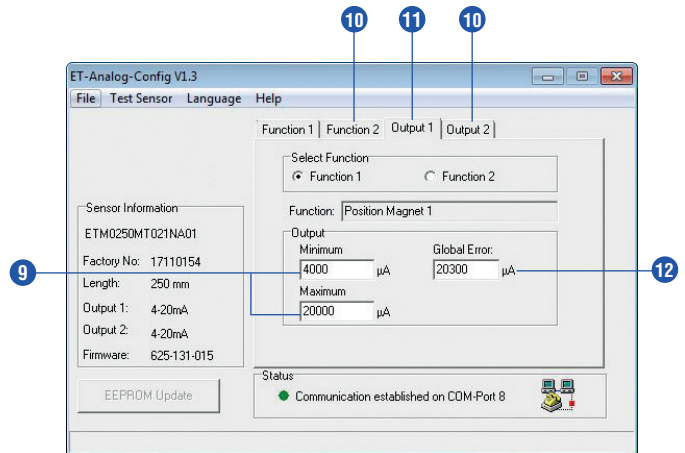 10 11 10
ET-Analog-Config V1.3
File Test Sensor Language Help
Function 1 Function 2 Output 1 Output 2
Select Function
Function 1 Function 2
Function: Position Magnet 1
Output
Minimum Global Error:
4000 µA 20300 µA
Maximum
20000 µA
Sensor Information
ETM0250MT021NA01
Factory No: 17110154
Length: 250 mm
Output 1: 4-20mA
Output 2: 4-20mA
Firmware: 625-131-015
9
12
EEPROM Update
Status
Communication established on COM-Port 8